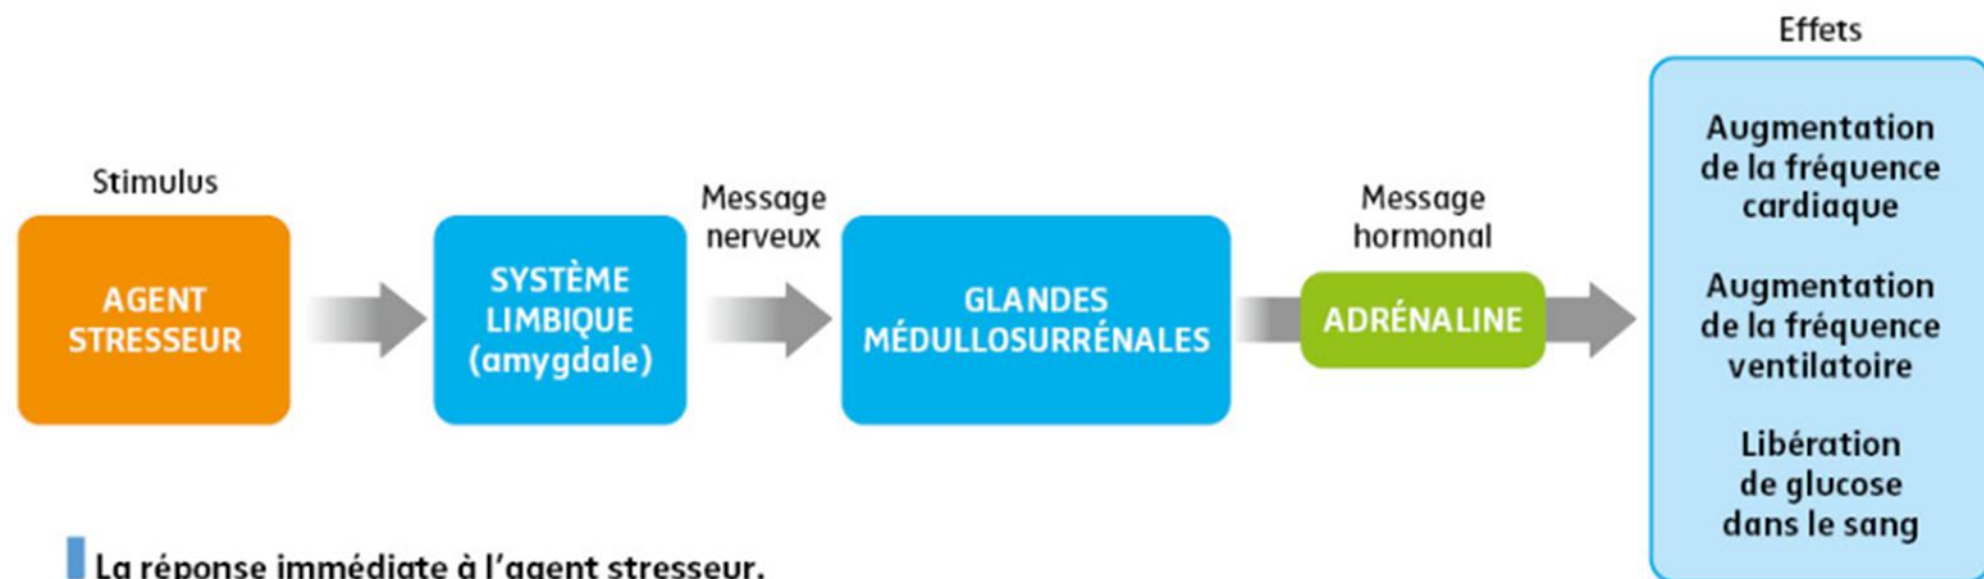 Stimulus
AGENT
STRESSEUR
SYSTÈME
LIMBIQUE
(amygdale)
Message
nerveux
GLANDES
MÉDULLOSURRÉNALES
Message
hormonal
ADRÉNALINE
Effets
Augmentation
de la fréquence
cardiaque
Augmentation
de la fréquence
ventilatoire
Libération
de glucose
dans le sang
La réponse immédiate à l'agent stresseur.